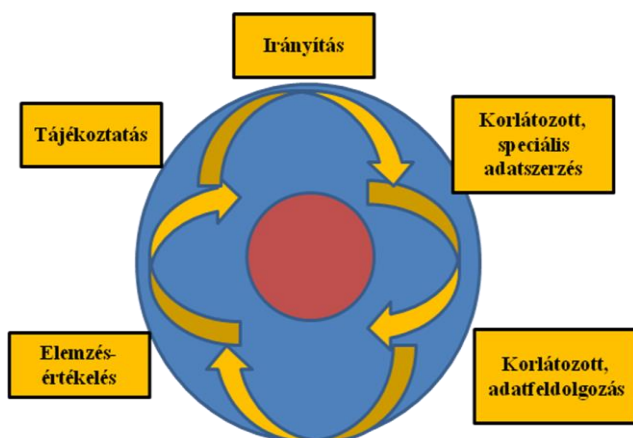 Irányítás
Tájékoztatás
Korlátozott,
speciális
adatszerzés
Elemzés-
értékelés
Korlátozott,
adatfeldolgozás